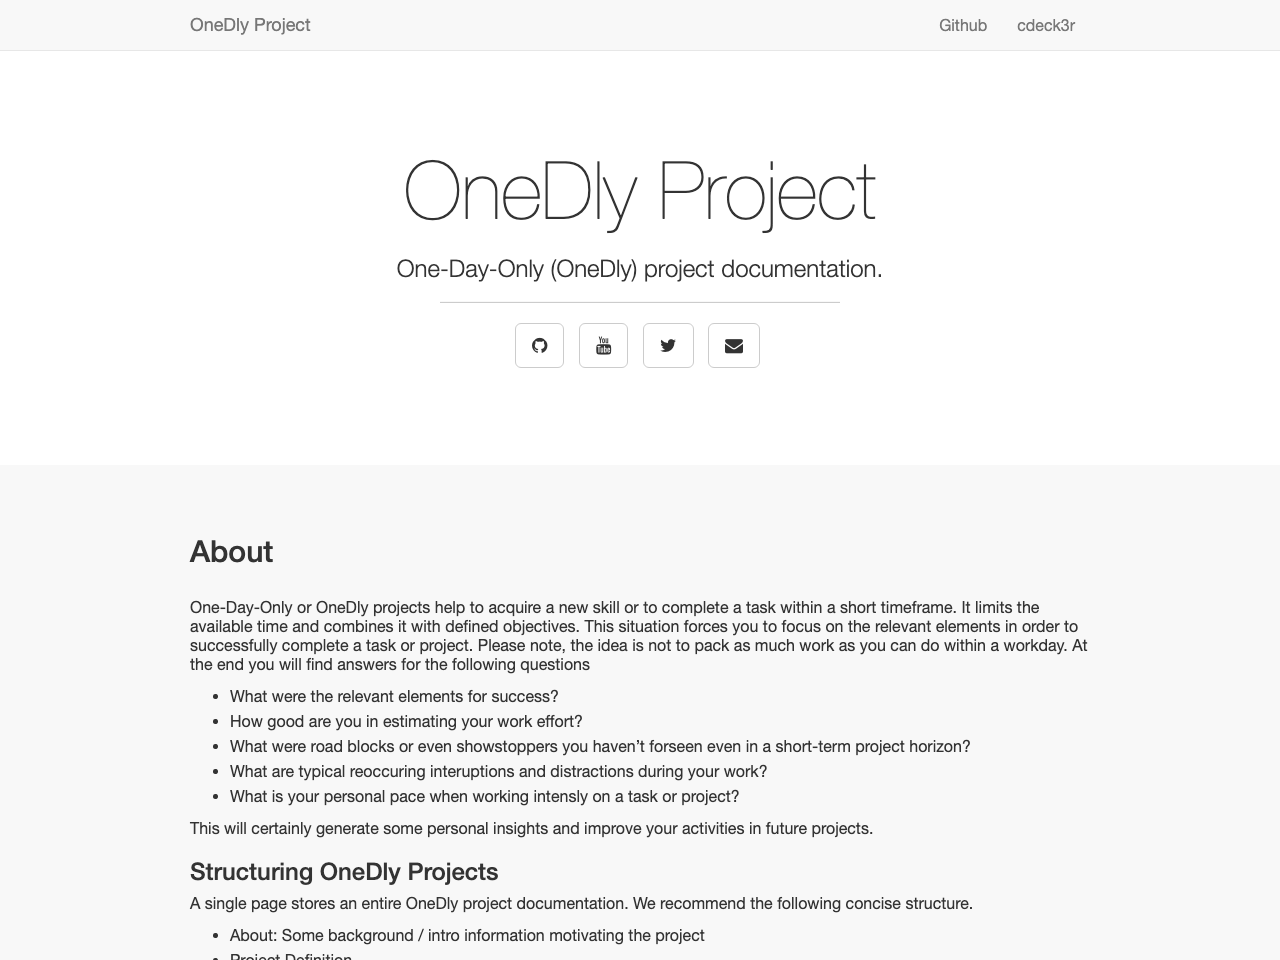 OneDly Project
Github
cdeck3r
OneDly Project
One-Day-Only (OneDly) project documentation.
You
Tube
About
One-Day-Only or OneDly projects help to acquire a new skill or to complete a task within a short timeframe. It limits the
available time and combines it with defined objectives. This situation forces you to focus on the relevant elements in order to
successfully complete a task or project. Please note, the idea is not to pack as much work as you can do within a workday. At
the end you will find answers for the following questions
• What were the relevant elements for success?
• How good are you in estimating your work effort?
• What were road blocks or even showstoppers you haven’t forseen even in a short-term project horizon?
• What are typical reoccuring interuptions and distractions during your work?
• What is your personal pace when working intensly on a task or project?
This will certainly generate some personal insights and improve your activities in future projects.
Structuring OneDly Projects
A single page stores an entire OneDly project documentation. We recommend the following concise structure.
• About: Some background / intro information motivating the project
• Project Definition